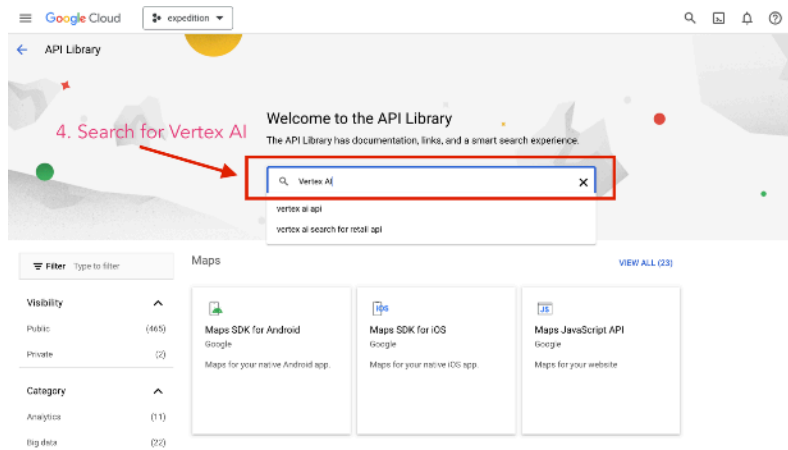 Google Cloud
expedition
API Library
4. Search for Vertex AI
Welcome to the API Library
The API Library has documentation, links, and a smart search experience.
Vertex AI
vertex ai api
vertex ai search for retail api
Filter Type to filter
Maps
VIEW ALL (23)
Visibility
Public (465)
Private (2)
Category
Analytics (11)
Big data (22)
Maps SDK for Android
Google
Maps for your native Android app.
iOS
Maps SDK for iOS
Google
Maps for your native iOS app.
JS
Maps JavaScript API
Google
Maps for your website